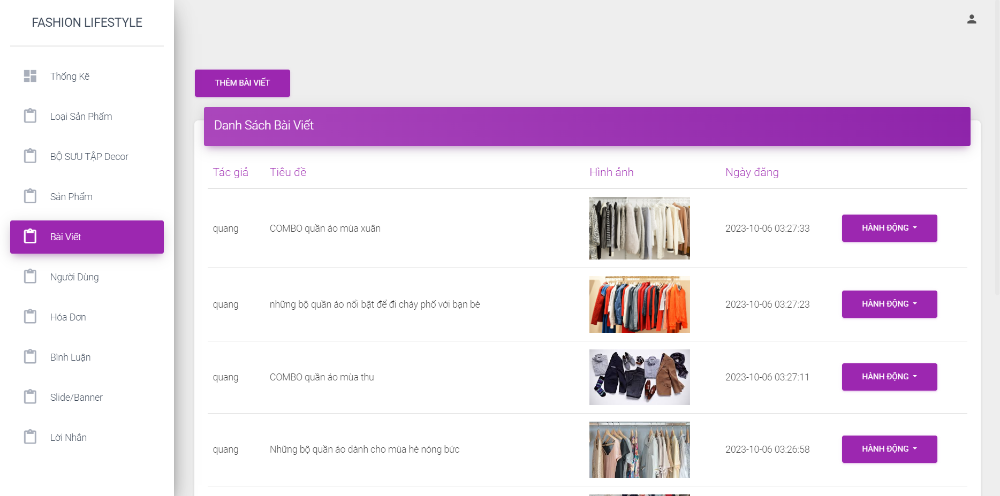 FASHION LIFESTYLE
Thống Kê
Loại Sản Phẩm
BỘ SƯU TẬP Decor
Sản Phẩm
Bài Viết
Người Dùng
Hóa Đơn
Bình Luận
Slide/Banner
Lời Nhắn
THÊM BÀI VIẾT
Danh Sách Bài Viết
Tác giả Tiêu đề Hình ảnh Ngày đăng
quang COMBO quần áo mùa xuân 2023-10-06 03:27:33 HÀNH ĐỘNG
quang những bộ quần áo nổi bật để đi cháy phố với bạn bè 2023-10-06 03:27:23 HÀNH ĐỘNG
quang COMBO quần áo mùa thu 2023-10-06 03:27:11 HÀNH ĐỘNG
quang Những bộ quần áo dành cho mùa hè nóng bức 2023-10-06 03:26:58 HÀNH ĐỘNG